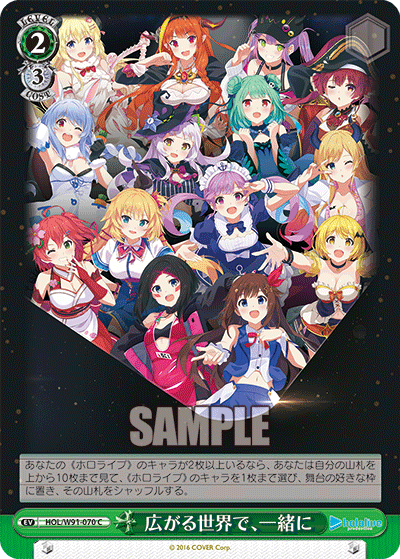 LEVEL
2
3
COST
SAMPLE
あなたの《ホロライブ》のキャラが2枚以上いるなら、あなたは自分の山札を
上から10枚まで見て、《ホロライブ》のキャラを1枚まで選び、舞台の好きな枠
に置き、その山札をシャッフルする。
EV HOL/W91-070 C 広がる世界で、一緒に hololive
© 2016 COVER Corp.